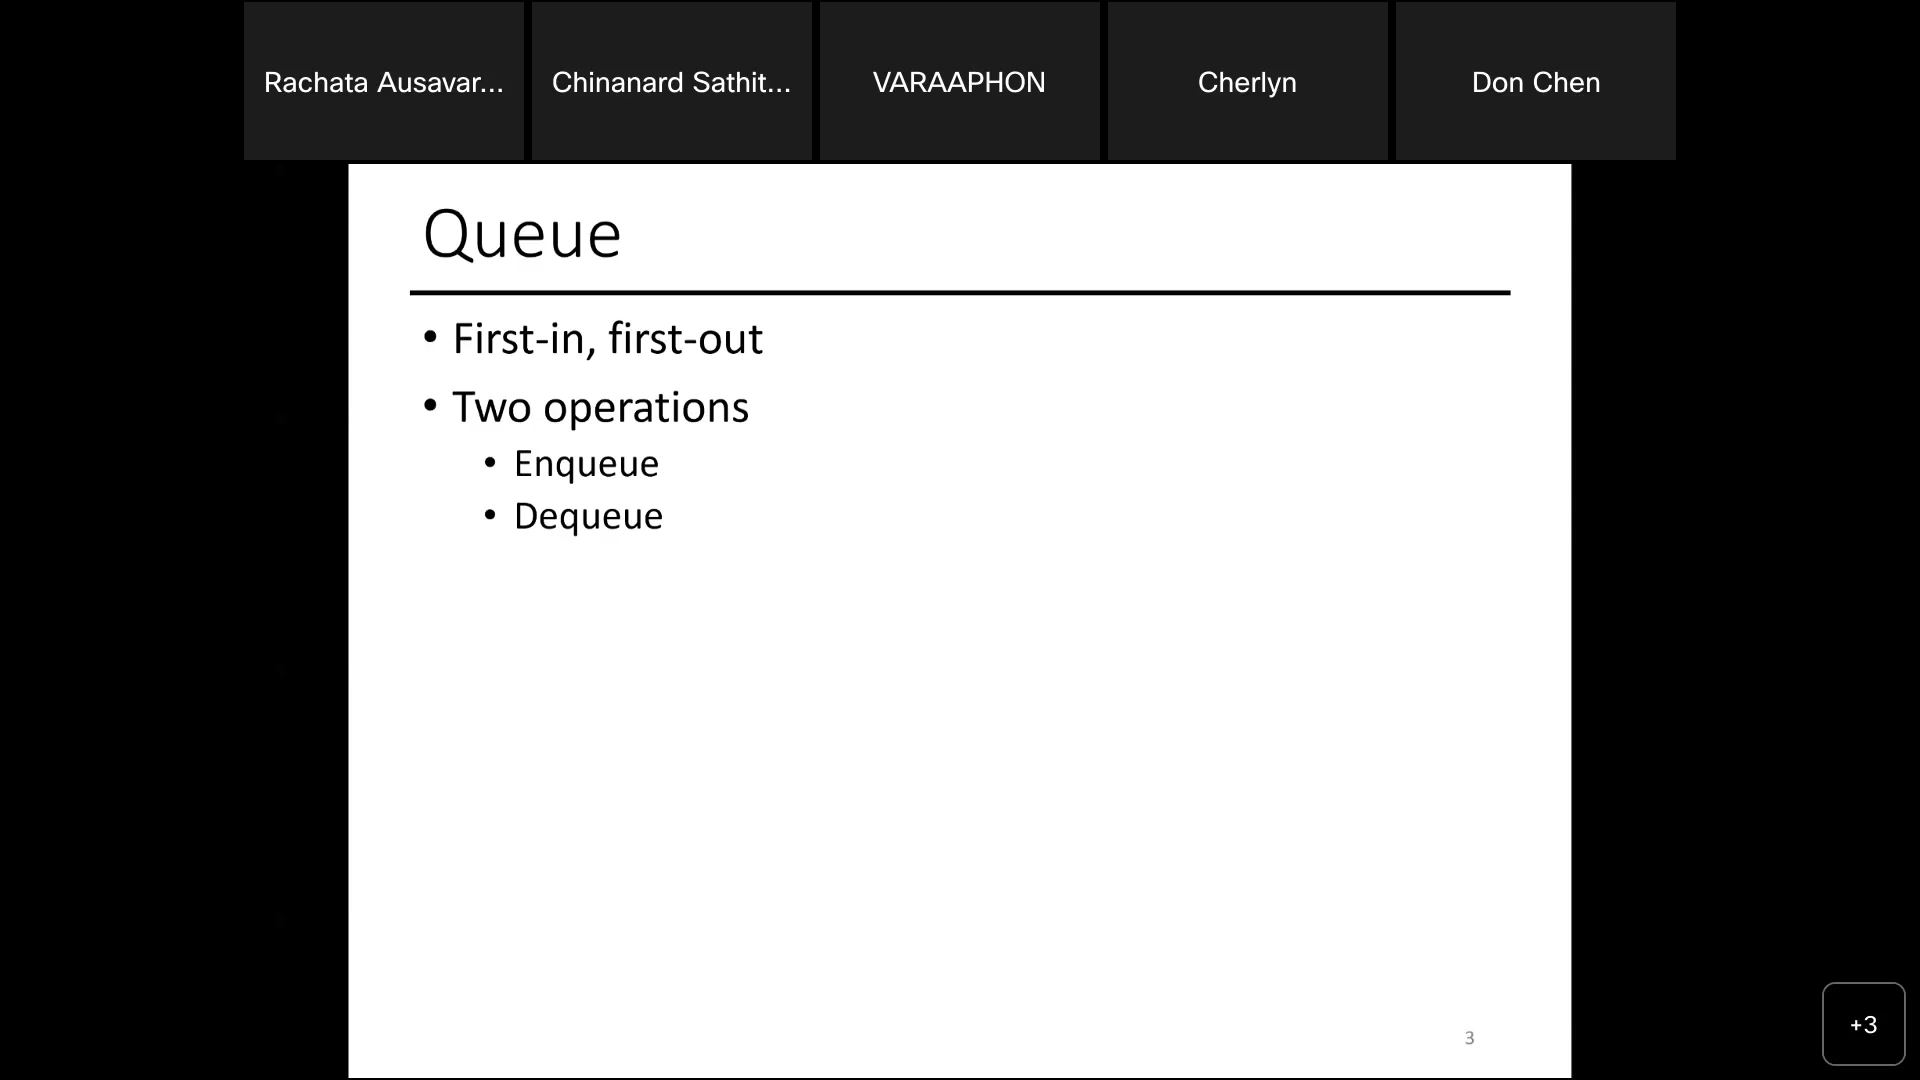 Rachata Ausavar...
Chinanard Sathit...
VARAAPHON
Cherlyn
Don Chen
Queue
• First-in, first-out
• Two operations
• Enqueue
• Dequeue
3
+3